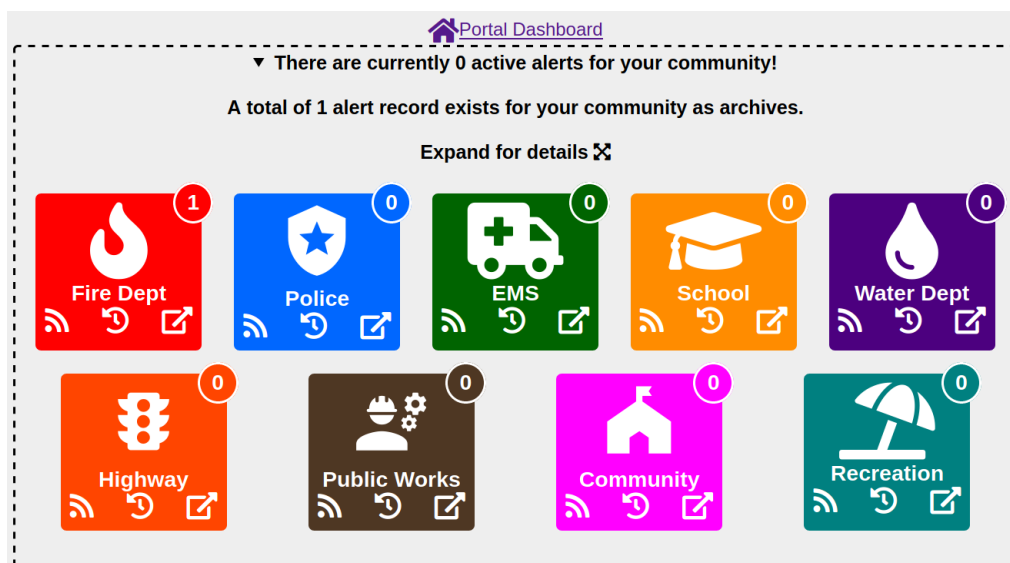 Portal Dashboard
There are currently 0 active alerts for your community!
A total of 1 alert record exists for your community as archives.
Expand for details
1
0
0
0
0
Fire Dept
Police
EMS
School
Water Dept
0
0
0
0
Highway
Public Works
Community
Recreation